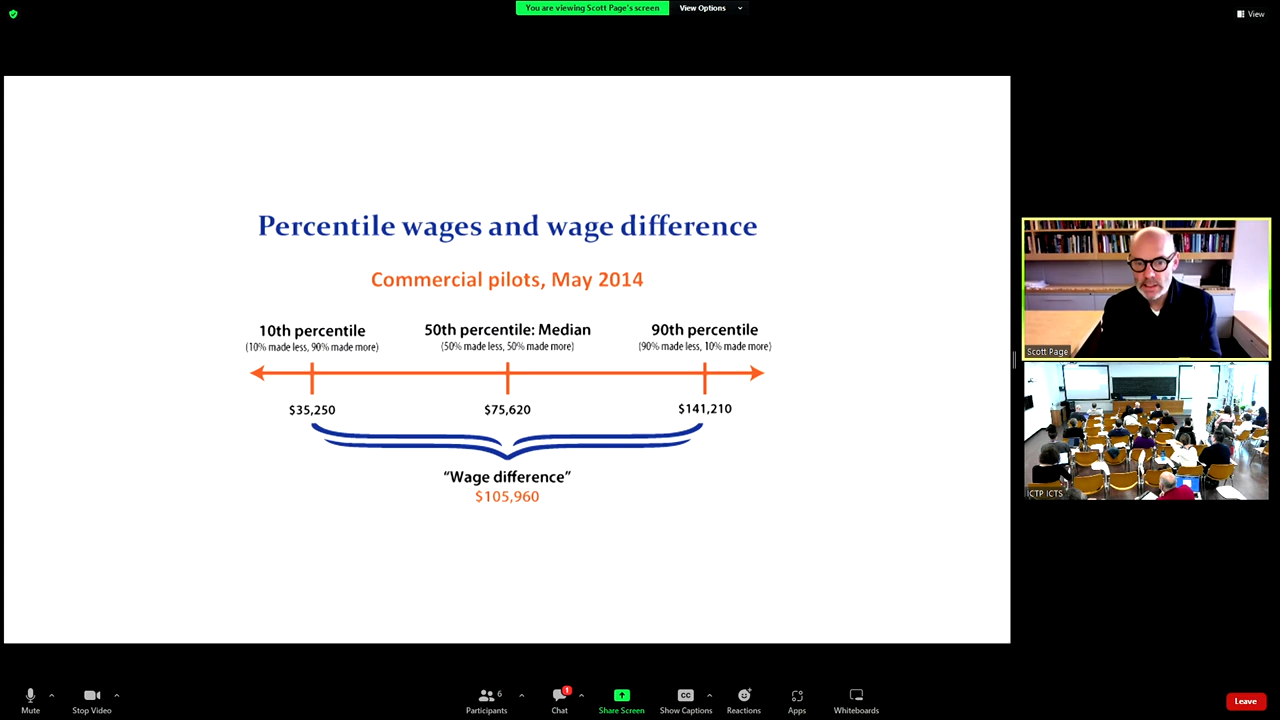 You are viewing Scott Page's screen
View Options
View
Percentile wages and wage difference
Commercial pilots, May 2014
10th percentile
(10% made less, 90% made more)
50th percentile: Median
(50% made less, 50% made more)
90th percentile
(90% made less, 10% made more)
$35,250
$75,620
$141,210
“Wage difference”
$105,960
Scott Page
ICTP ICTS
Mute
Stop Video
Participants
6
Chat
1
Share Screen
CC
Show Captions
Reactions
Apps
Whiteboards
Leave